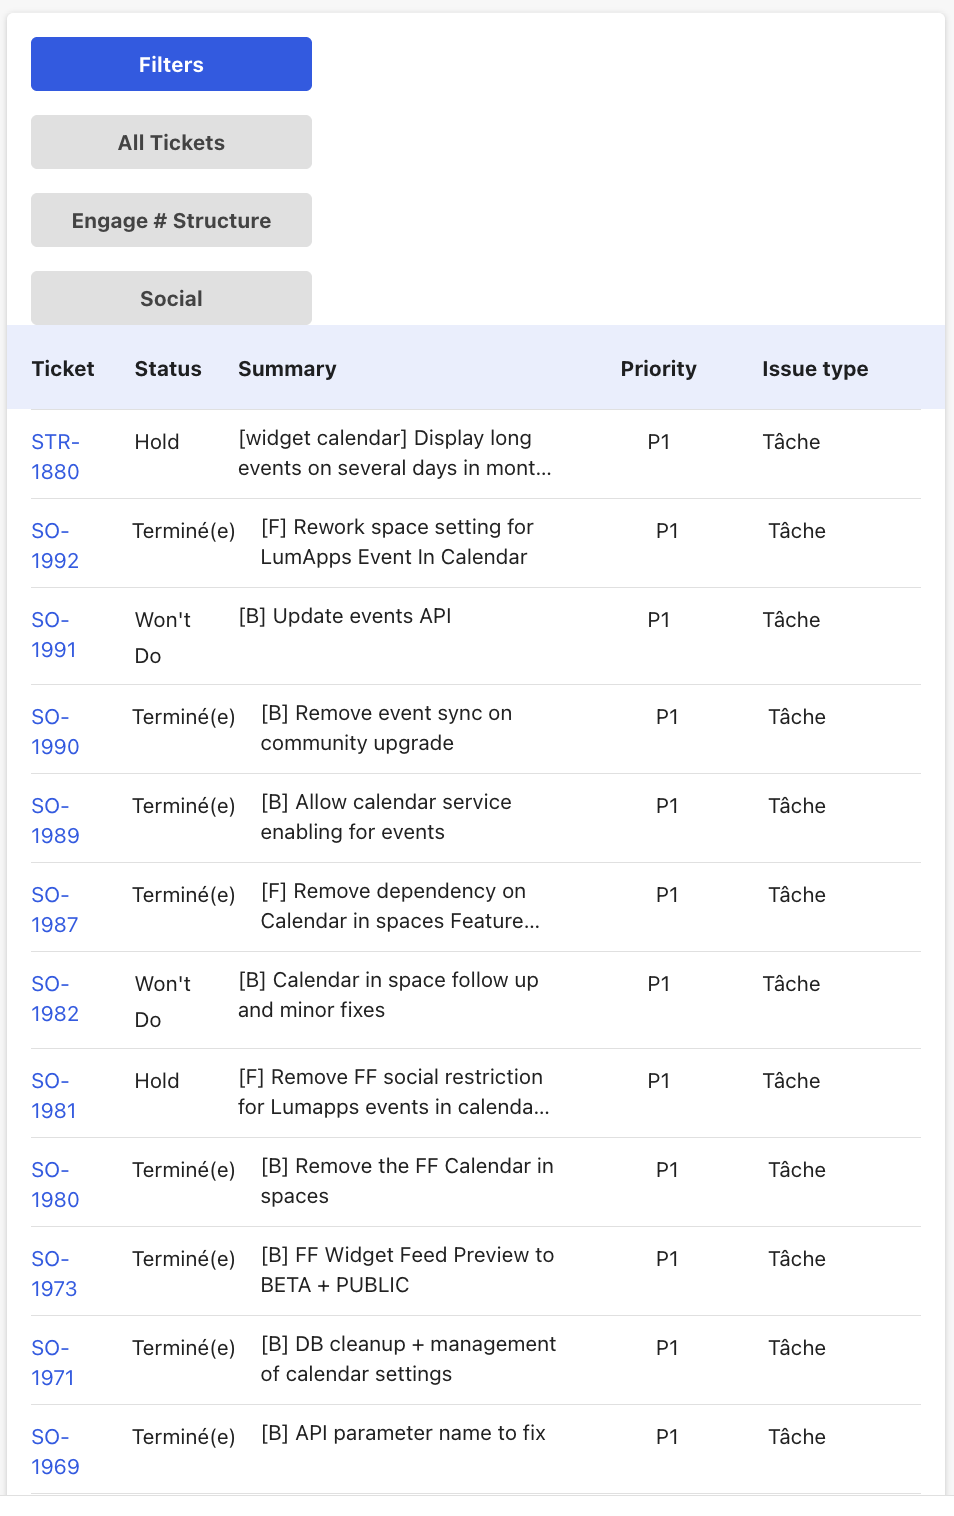 Filters
All Tickets
Engage # Structure
Social
Ticket Status Summary Priority Issue type
STR- Hold [widget calendar] Display long P1 Tâche
1880 events on several days in mont...
SO- Terminé(e) [F] Rework space setting for P1 Tâche
1992 LumApps Event In Calendar
SO- Won't [B] Update events API P1 Tâche
1991 Do
SO- Terminé(e) [B] Remove event sync on P1 Tâche
1990 community upgrade
SO- Terminé(e) [B] Allow calendar service P1 Tâche
1989 enabling for events
SO- Terminé(e) [F] Remove dependency on P1 Tâche
1987 Calendar in spaces Feature...
SO- Won't [B] Calendar in space follow up P1 Tâche
1982 Do and minor fixes
SO- Hold [F] Remove FF social restriction P1 Tâche
1981 for Lumapps events in calenda...
SO- Terminé(e) [B] Remove the FF Calendar in P1 Tâche
1980 spaces
SO- Terminé(e) [B] FF Widget Feed Preview to P1 Tâche
1973 BETA + PUBLIC
SO- Terminé(e) [B] DB cleanup + management P1 Tâche
1971 of calendar settings
SO- Terminé(e) [B] API parameter name to fix P1 Tâche
1969